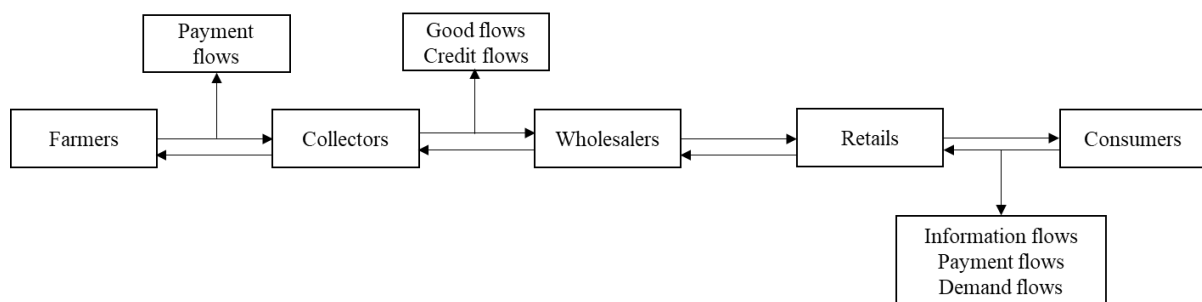 Payment
flows
Good flows
Credit flows
Farmers
Collectors
Wholesalers
Retails
Consumers
Information flows
Payment flows
Demand flows